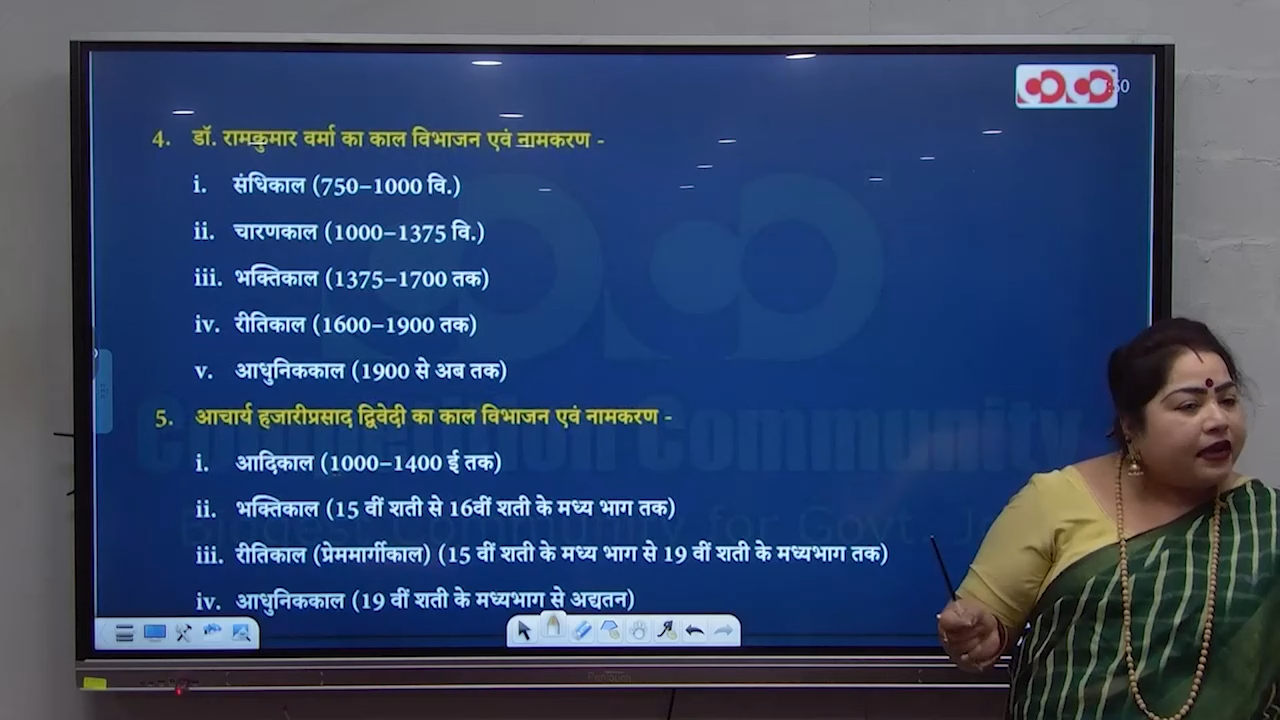 4. डॉ. रामकुमार वर्मा का काल विभाजन एवं नामकरण -
i. संधिकाल (750–1000 वि.)
ii. चारणकाल (1000–1375 वि.)
iii. भक्तिकाल (1375–1700 तक)
iv. रीतिकाल (1600–1900 तक)
v. आधुनिककाल (1900 से अब तक)
5. आचार्य हजारीप्रसाद द्विवेदी का काल विभाजन एवं नामकरण -
i. आदिकाल (1000–1400 ई तक)
ii. भक्तिकाल (15 वीं शती से 16वीं शती के मध्य भाग तक)
iii. रीतिकाल (प्रेममार्गीकाल) (15 वीं शती के मध्य भाग से 19 वीं शती के मध्यभाग तक)
iv. आधुनिककाल (19 वीं शती के मध्यभाग से अद्यतन)
Community
for Govt.